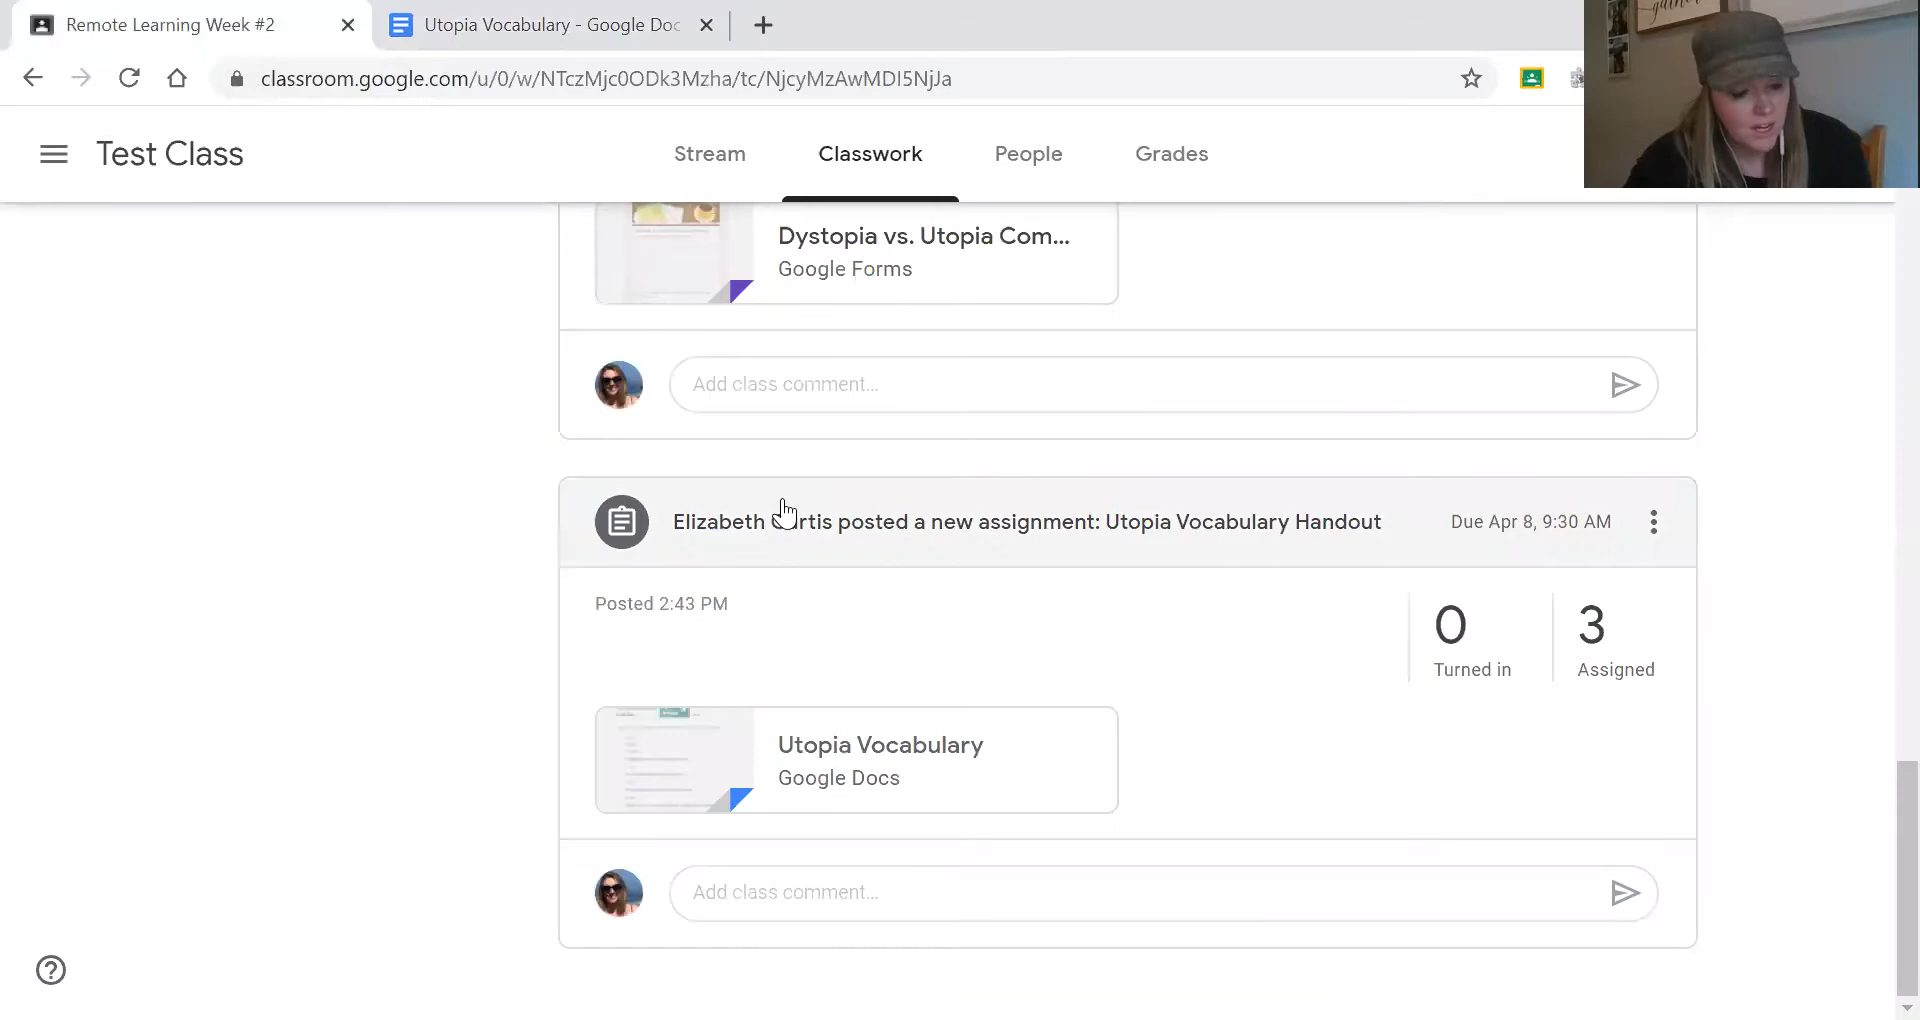 Remote Learning Week #2
Utopia Vocabulary - Google Doc
classroom.google.com/u/0/w/NTczMjc0ODk3Mzha/tc/NjcyMzAwMDI5NjJa
gather
Test Class
Stream
Classwork
People
Grades
Dystopia vs. Utopia Com...
Google Forms
Add class comment...
Elizabeth Curtis posted a new assignment: Utopia Vocabulary Handout
Due Apr 8, 9:30 AM
Posted 2:43 PM
0
3
Turned in
Assigned
Utopia Vocabulary
Google Docs
Add class comment...